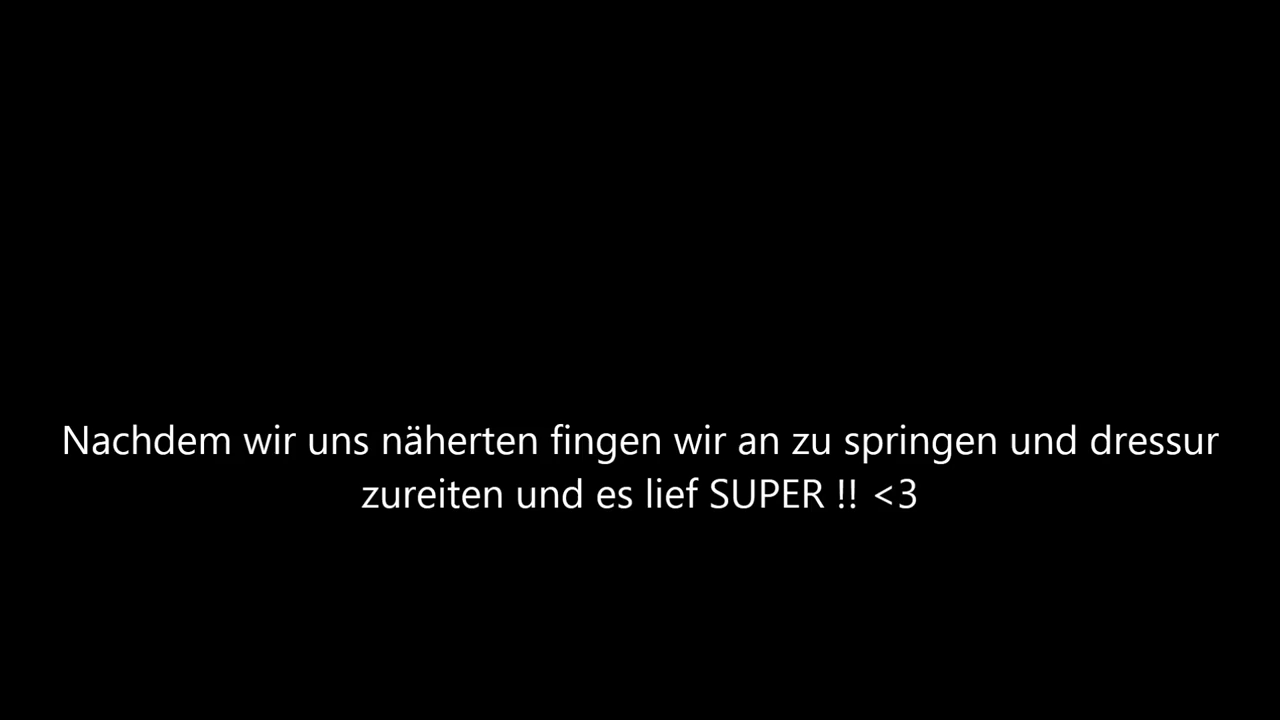 Nachdem wir uns näherten fingen wir an zu springen und dressur
zureiten und es lief SUPER !! <3